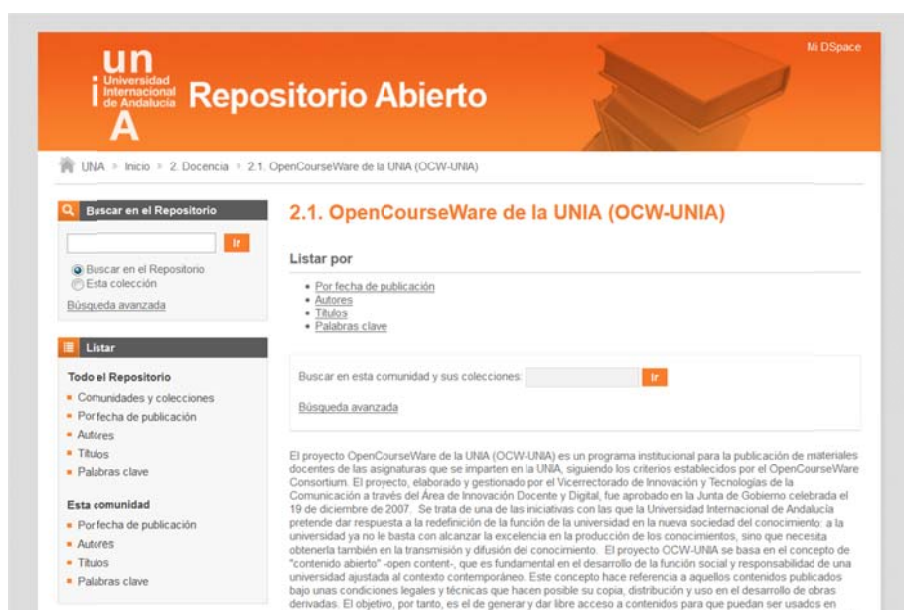 Mi DSpace
un
i Universidad
Internacional
de Andalucía
A
Repositorio Abierto
UNIA » Inicio » 2. Docencia » 2.1. OpenCourseWare de la UNIA (OCW-UNIA)
Buscar en el Repositorio
Ir
Buscar en el Repositorio
Esta colección
Búsqueda avanzada
Listar
Todo el Repositorio
Comunidades y colecciones
Por fecha de publicación
Autores
Títulos
Palabras clave
Esta comunidad
Por fecha de publicación
Autores
Títulos
Palabras clave
2.1. OpenCourseWare de la UNIA (OCW-UNIA)
Listar por
Por fecha de publicación
Autores
Títulos
Palabras clave
Buscar en esta comunidad y sus colecciones: Ir
Búsqueda avanzada
El proyecto OpenCourseWare de la UNIA (OCW-UNIA) es un programa institucional para la publicación de materiales
docentes de las asignaturas que se imparten en la UNIA, siguiendo los criterios establecidos por el OpenCourseWare
Consortium. El proyecto, elaborado y gestionado por el Vicerrectorado de Innovación y Tecnologías de la
Comunicación a través del Área de Innovación Docente y Digital, fue aprobado en la Junta de Gobierno celebrada el
19 de diciembre de 2007. Se trata de una de las iniciativas con las que la Universidad Internacional de Andalucía
pretende dar respuesta a la redefinición de la función de la universidad en la nueva sociedad del conocimiento: a la
universidad ya no le basta con alcanzar la excelencia en la producción de los conocimientos, sino que necesita
obtenerla también en la transmisión y difusión del conocimiento. El proyecto OCW-UNIA se basa en el concepto de
"contenido abierto" -open content-, que es fundamental en el desarrollo de la función social y responsabilidad de una
universidad ajustada al contexto contemporáneo. Este concepto hace referencia a aquellos contenidos publicados
bajo unas condiciones legales y técnicas que hacen posible su copia, distribución y uso en el desarrollo de obras
derivadas. El objetivo, por tanto, es el de generar y dar libre acceso a contenidos para que puedan ser usados en